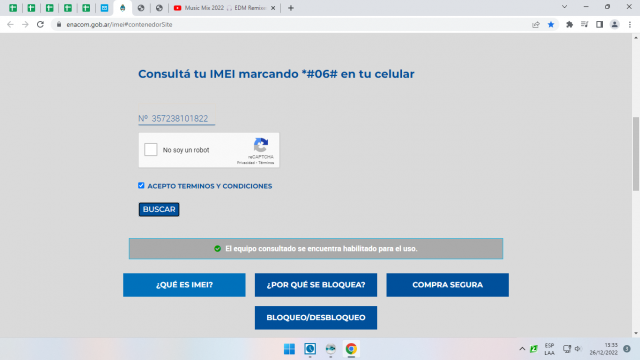 Music Mix 2022 EDM Remixes
enacom.gob.ar/imei#contenedorSite
Consultá tu IMEI marcando *#06# en tu celular
Nº 357238101822
No soy un robot
reCAPTCHA
Privacidad - Términos
ACEPTO TERMINOS Y CONDICIONES
BUSCAR
El equipo consultado se encuentra habilitado para el uso.
¿QUÉ ES IMEI?
¿POR QUÉ SE BLOQUEA?
COMPRA SEGURA
BLOQUEO/DESBLOQUEO
ESP
LAA
13:33
26/12/2022